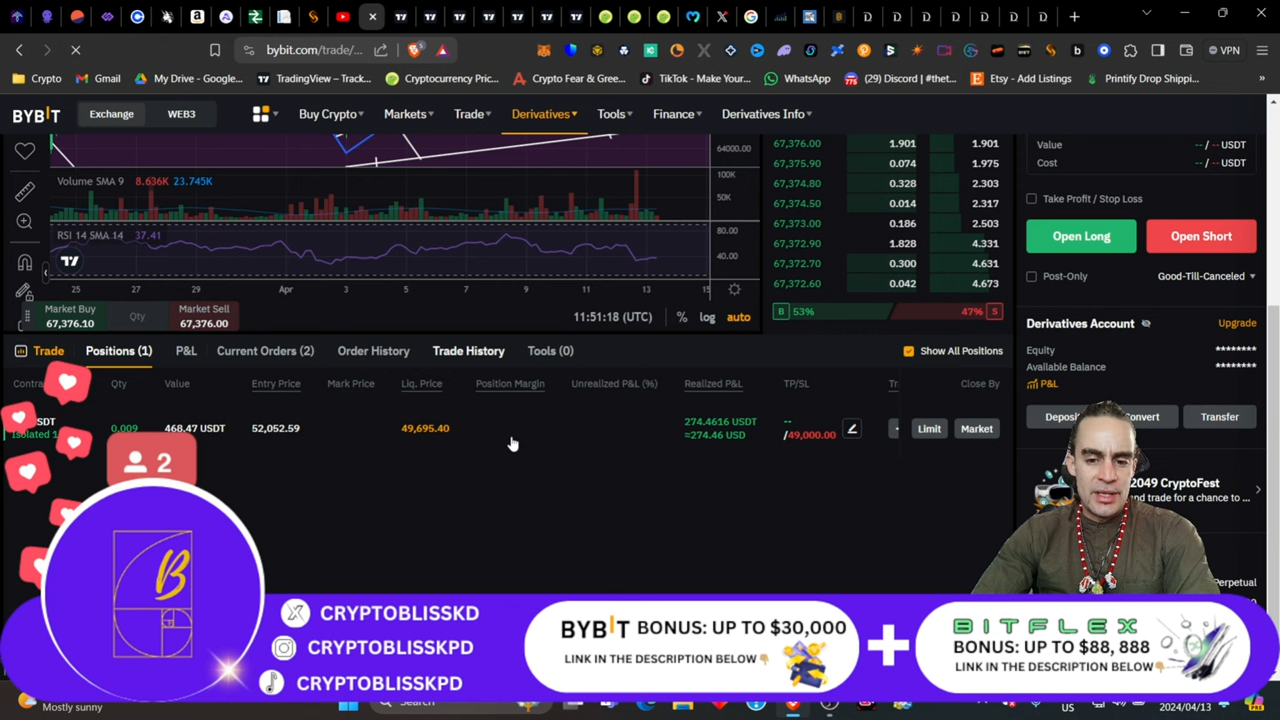 bybit.com/trade/...
VPN
Crypto
Gmail
My Drive - Google...
TradingView – Track...
Cryptocurrency Pric...
Crypto Fear & Gree...
TikTok - Make Your...
WhatsApp
(29) Discord | #thet...
Etsy - Add Listings
Printify Drop Shippi...
BYBIT
Exchange
WEB3
Buy Crypto
Markets
Trade
Derivatives
Tools
Finance
Derivatives Info
64000.00
Volume SMA 9 8.636K 23.745K
100K
50K
RSI 14 SMA 14 37.41
80.00
40.00
25 27 29 Apr 3 5 7 9 11 13 15
Market Buy
67,376.10
Qty
Market Sell
67,376.00
11:51:18 (UTC)
% log auto
67,376.00 1.901 1.901
67,375.90 0.074 1.975
67,374.80 0.328 2.303
67,374.50 0.014 2.317
67,373.00 0.186 2.503
67,372.90 1.828 4.331
67,372.70 0.300 4.631
67,372.60 0.042 4.673
B 53% 47% S
Value -- / -- USDT
Cost -- / -- USDT
Take Profit / Stop Loss
Open Long
Open Short
Post-Only
Good-Till-Canceled
Derivatives Account
Upgrade
Equity ********
Available Balance ********
P&L
Convert
Transfer
2049 CryptoFest
nd trade for a chance to ...
Perpetual
Trade
Positions (1)
P&L
Current Orders (2)
Order History
Trade History
Tools (0)
Show All Positions
Qty Value Entry Price Mark Price Liq. Price Position Margin Unrealized P&L (%) Realized P&L TP/SL Close By
SDT
Isolated 1
0.009 468.47 USDT 52,052.59 49,695.40
274.4616 USDT
≈274.46 USD
--
/49,000.00
Limit
Market
2
B
CRYPTOBLISSKD
CRYPTOBLISSKPD
CRYPTOBLISSKPD
BYBIT BONUS: UP TO $30,000
LINK IN THE DESCRIPTION BELOW
BITFLEX
BONUS: UP TO $88, 888
LINK IN THE DESCRIPTION BELOW
Mostly sunny
Search
US
2024/04/13